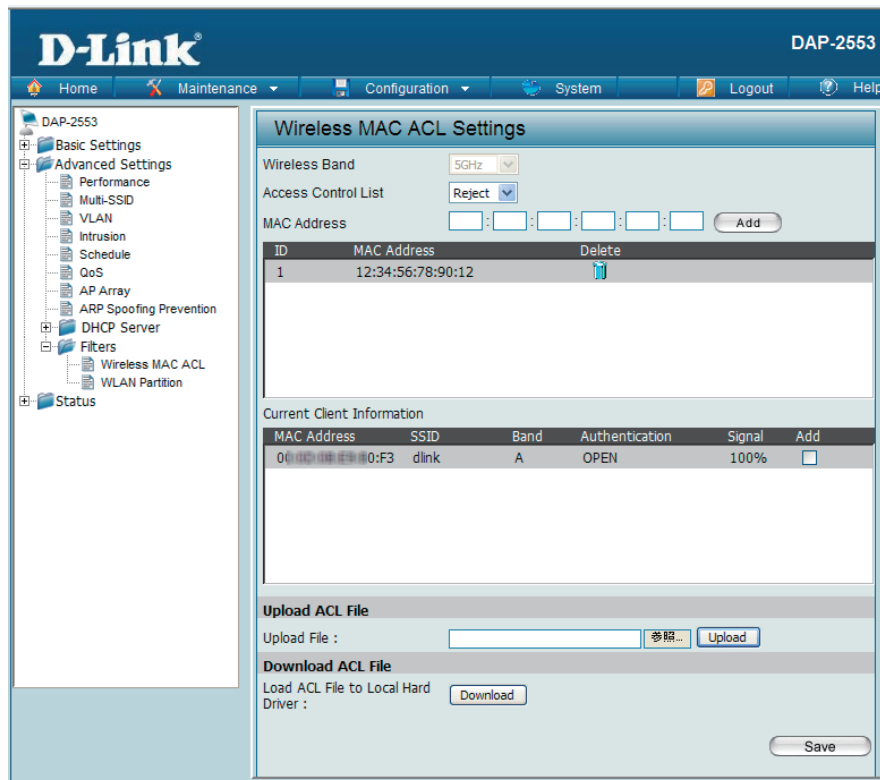 D-Link®
DAP-2553
Home Maintenance Configuration System Logout Help
DAP-2553
Basic Settings
Advanced Settings
Performance
Multi-SSID
VLAN
Intrusion
Schedule
QoS
AP Array
ARP Spoofing Prevention
DHCP Server
Filters
Wireless MAC ACL
WLAN Partition
Status
Wireless MAC ACL Settings
Wireless Band 5GHz
Access Control List Reject
MAC Address : : : : : Add
ID MAC Address Delete
1 12:34:56:78:90:12
Current Client Information
MAC Address SSID Band Authentication Signal Add
0:F3 dlink A OPEN 100%
Upload ACL File
Upload File : 参照... Upload
Download ACL File
Load ACL File to Local Hard
Driver : Download
Save